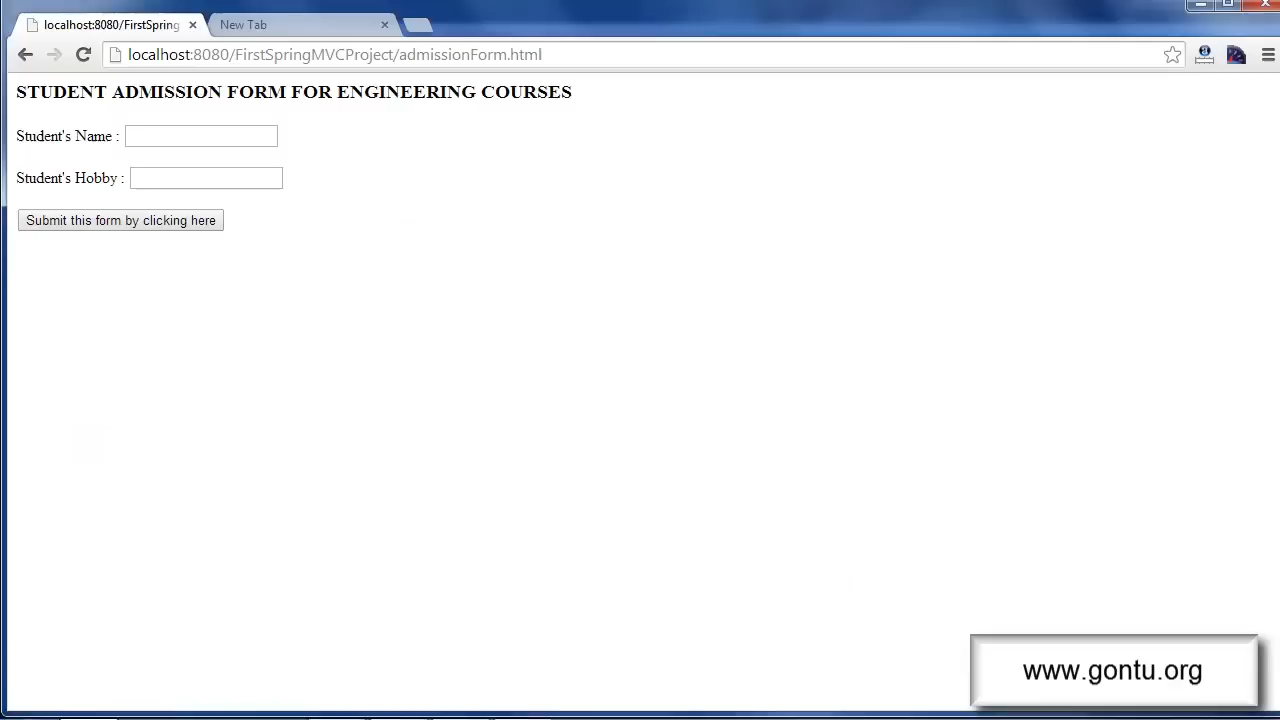 localhost:8080/FirstSpring
New Tab
localhost:8080/FirstSpringMVCProject/admissionForm.html
STUDENT ADMISSION FORM FOR ENGINEERING COURSES
Student's Name :
Student's Hobby :
Submit this form by clicking here
www.gontu.org